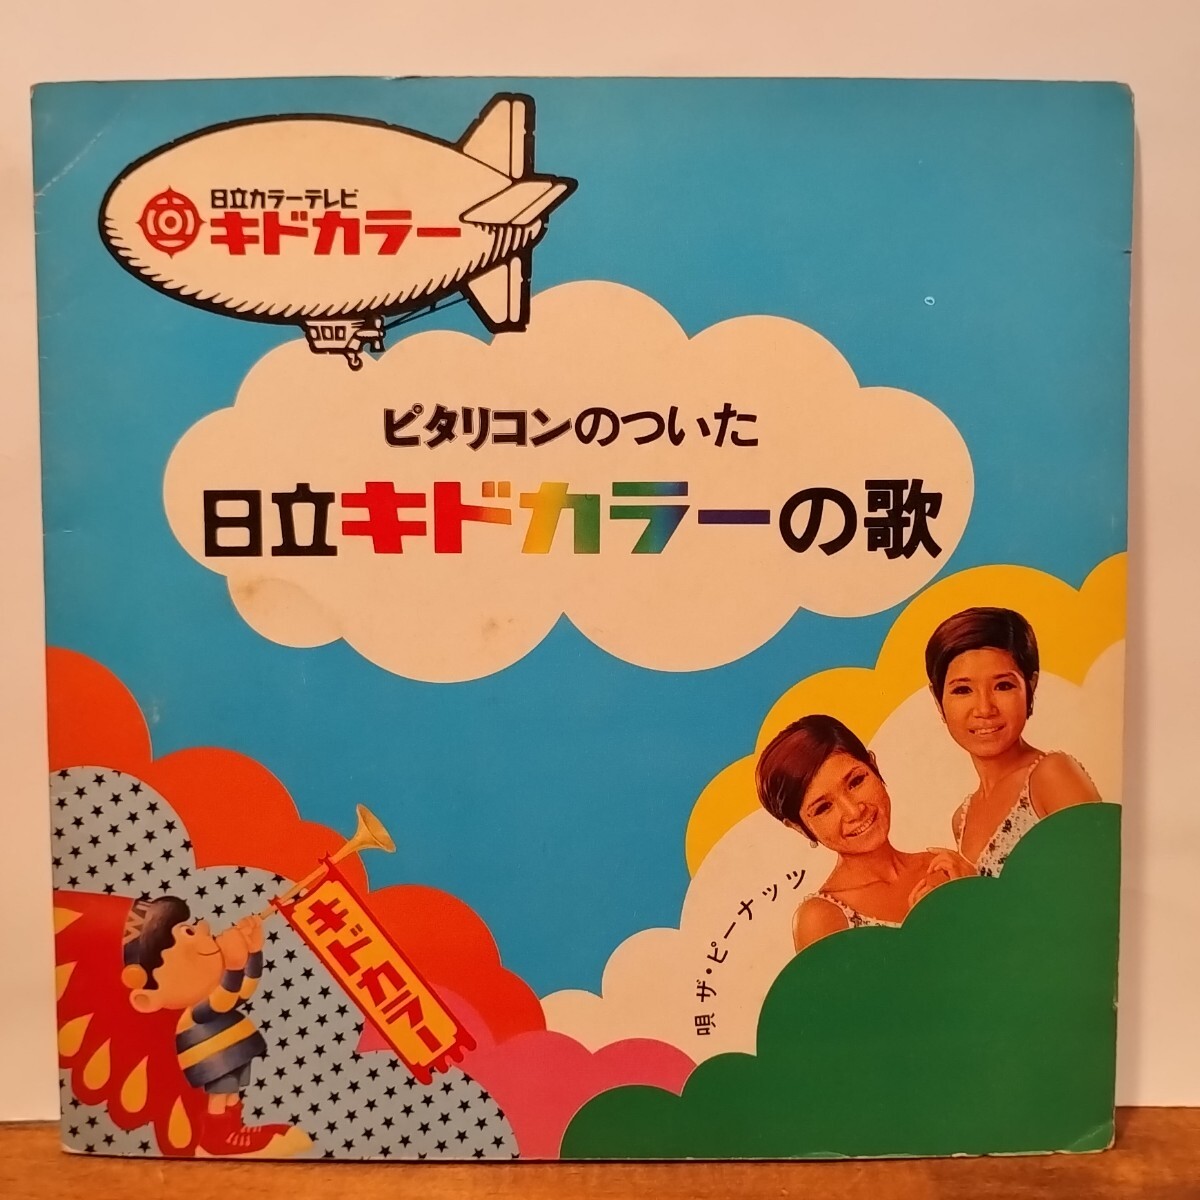 日立カラーテレビ
キドカラー
ピタリコンのついた
日立キドカラーの歌
唄 ザ・ピーナッツ
キドカラー